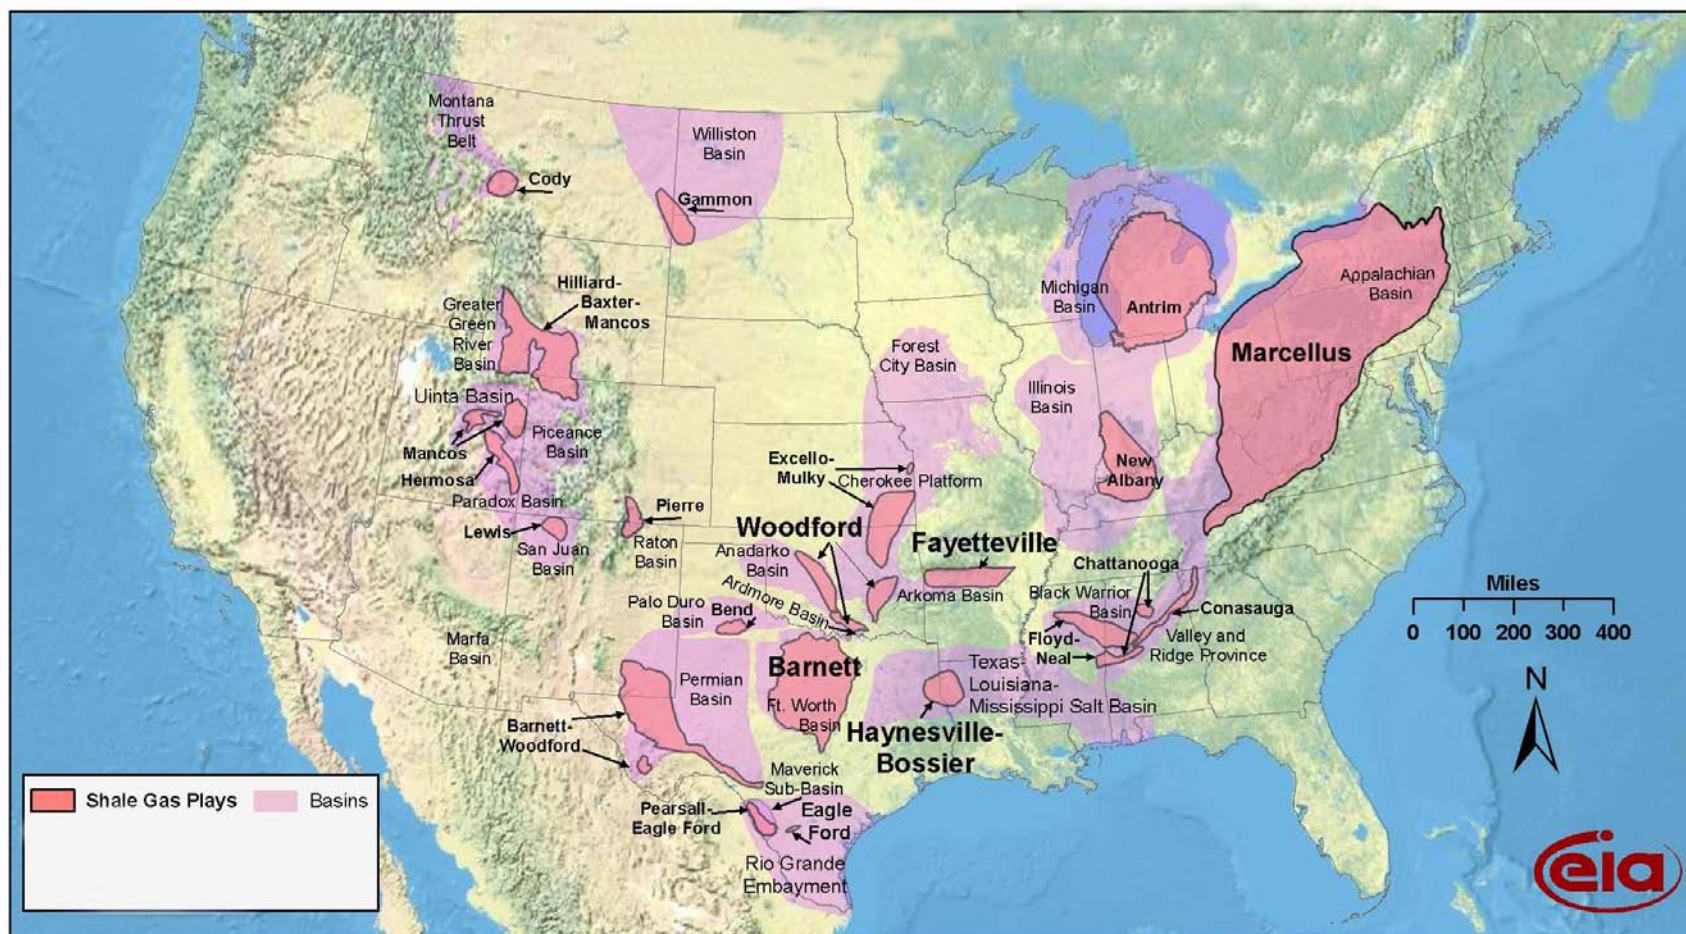 Montana
Thrust
Belt
Cody
Williston
Basin
Gammon
Hilliard-
Baxter-
Mancos
Greater
Green
River
Basin
Uinta Basin
Mancos
Piceance
Basin
Hermosa
Paradox Basin
Lewis
San Juan
Basin
Pierre
Raton
Basin
Forest
City Basin
Excello-
Mulky
Cherokee Platform
Michigan
Basin
Antrim
Illinois
Basin
New
Albany
Appalachian
Basin
Marcellus
Woodford
Anadarko
Basin
Ardmore Basin
Palo Duro
Basin
Bend
Fayetteville
Arkoma Basin
Chattanooga
Black Warrior
Basin
Conasauga
Floyd-
Neal
Valley and
Ridge Province
Marfa
Basin
Permian
Basin
Barnett
Ft. Worth
Basin
Barnett-
Woodford
Texas-
Louisiana-
Mississippi Salt Basin
Haynesville-
Bossier
Maverick
Sub-Basin
Pearsall-
Eagle Ford
Eagle
Ford
Rio Grande
Embayment
Miles
0 100 200 300 400
N
Shale Gas Plays
Basins
eia